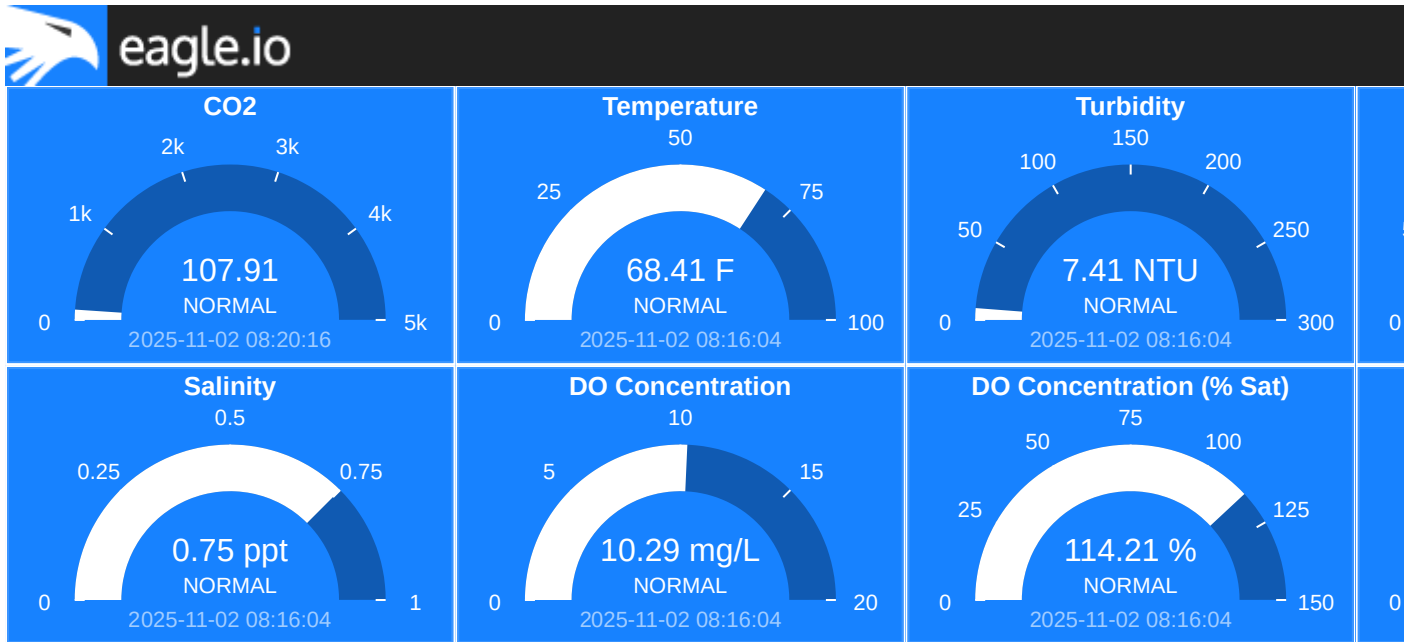 eagle.io
CO2
2k
3k
1k
4k
107.91
NORMAL
0
5k
2025-11-02 08:20:16
Temperature
50
25
75
68.41 F
NORMAL
0
100
2025-11-02 08:16:04
Turbidity
150
100
200
50
250
7.41 NTU
NORMAL
0
300
2025-11-02 08:16:04
0
Salinity
0.5
0.25
0.75
0.75 ppt
NORMAL
0
1
2025-11-02 08:16:04
DO Concentration
10
5
15
10.29 mg/L
NORMAL
0
20
2025-11-02 08:16:04
DO Concentration (% Sat)
75
50
100
25
125
114.21 %
NORMAL
0
150
2025-11-02 08:16:04
0